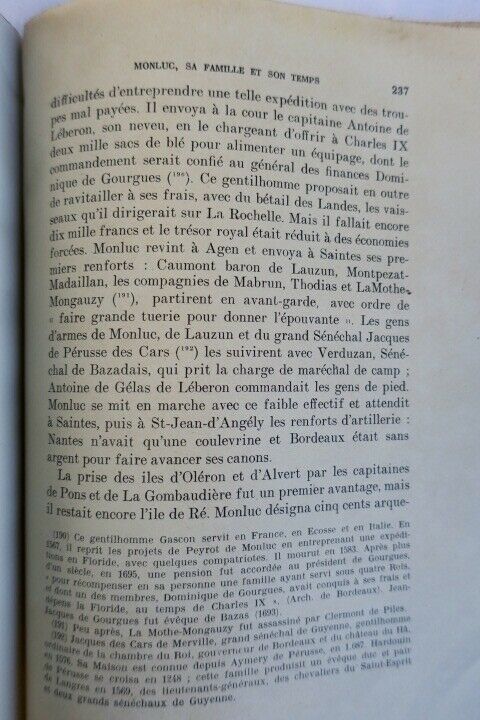 MONLUC, SA FAMILLE ET SON TEMPS
237
difficultés d'entreprendre une telle expédition avec des trou-
pes mal payées. Il envoya à la cour le capitaine Antoine de
Léberon, son neveu, en le chargeant d'offrir à Charles IX
deux mille sacs de blé pour alimenter un équipage, dont le
commandement serait confié au général des finances Domi-
nique de Gourgues (¹⁹⁰). Ce gentilhomme proposait en outre
de ravitailler à ses frais, avec du bétail des Landes, les vais-
seaux qu'il dirigerait sur La Rochelle. Mais il fallait encore
dix mille francs et le trésor royal était réduit à des économies
forcées. Monluc revint à Agen et envoya à Saintes ses pre-
miers renforts : Caumont baron de Lauzun, Montpezat-
Madaillan, les compagnies de Mabrun, Thodias et LaMothe-
Mongauzy (¹⁹¹), partirent en avant-garde, avec ordre de
« faire grande tuerie pour donner l'épouvante ». Les gens
d'armes de Monluc, de Lauzun et du grand Sénéchal Jacques
de Pérusse des Cars (¹⁹²) les suivirent avec Verduzan, Séné-
chal de Bazadais, qui prit la charge de maréchal de camp ;
Antoine de Gélas de Léberon commandait les gens de pied.
Monluc se mit en marche avec ce faible effectif et attendit
à Saintes, puis à St-Jean-d'Angély les renforts d'artillerie :
Nantes n'avait qu'une coulevrine et Bordeaux était sans
argent pour faire avancer ses canons.
La prise des iles d'Oléron et d'Alvert par les capitaines
de Pons et de La Gombaudière fut un premier avantage, mais
il restait encore l'ile de Ré. Monluc désigna cinq cents arque-
(190) Ce gentilhomme Gascon servit en France, en Ecosse et en Italie. En
1567, il reprit les projets de Peyrot de Monluc en entreprenant une expédi-
tions en Floride, avec quelques compatriotes. Il mourut en 1583. Après plus
d'un siècle, en 1695, une pension fut accordée au président de Gourgues,
« pour récompenser en sa personne une famille ayant servi sous quatre Rois,
et dont un des membres, Dominique de Gourgues, avait conquis à ses frais et
dépens la Floride, au temps de Charles IX ». (Arch. de Bordeaux). Jean-
Jacques de Gourgues fut évêque de Bazas (1693).
(191) Peu après, La Mothe-Mongauzy fut assassiné par Clermont de Piles.
(192) Jacques des Cars de Merville, grand sénéchal de Guyenne, gentilhomme
ordinaire de la chambre du Roi, gouverneur de Bordeaux et du château du Hâ,
en 1576. Sa Maison est connue depuis Aymery de Pérusse, en 1.087. Hardouin
de Pérusse se croisa en 1248 ; cette famille produisit un évêque duc et pair
de Langres en 1569, des lieutenants-généraux, des chevaliers du Saint-Esprit
et deux grands sénéchaux de Guyenne.